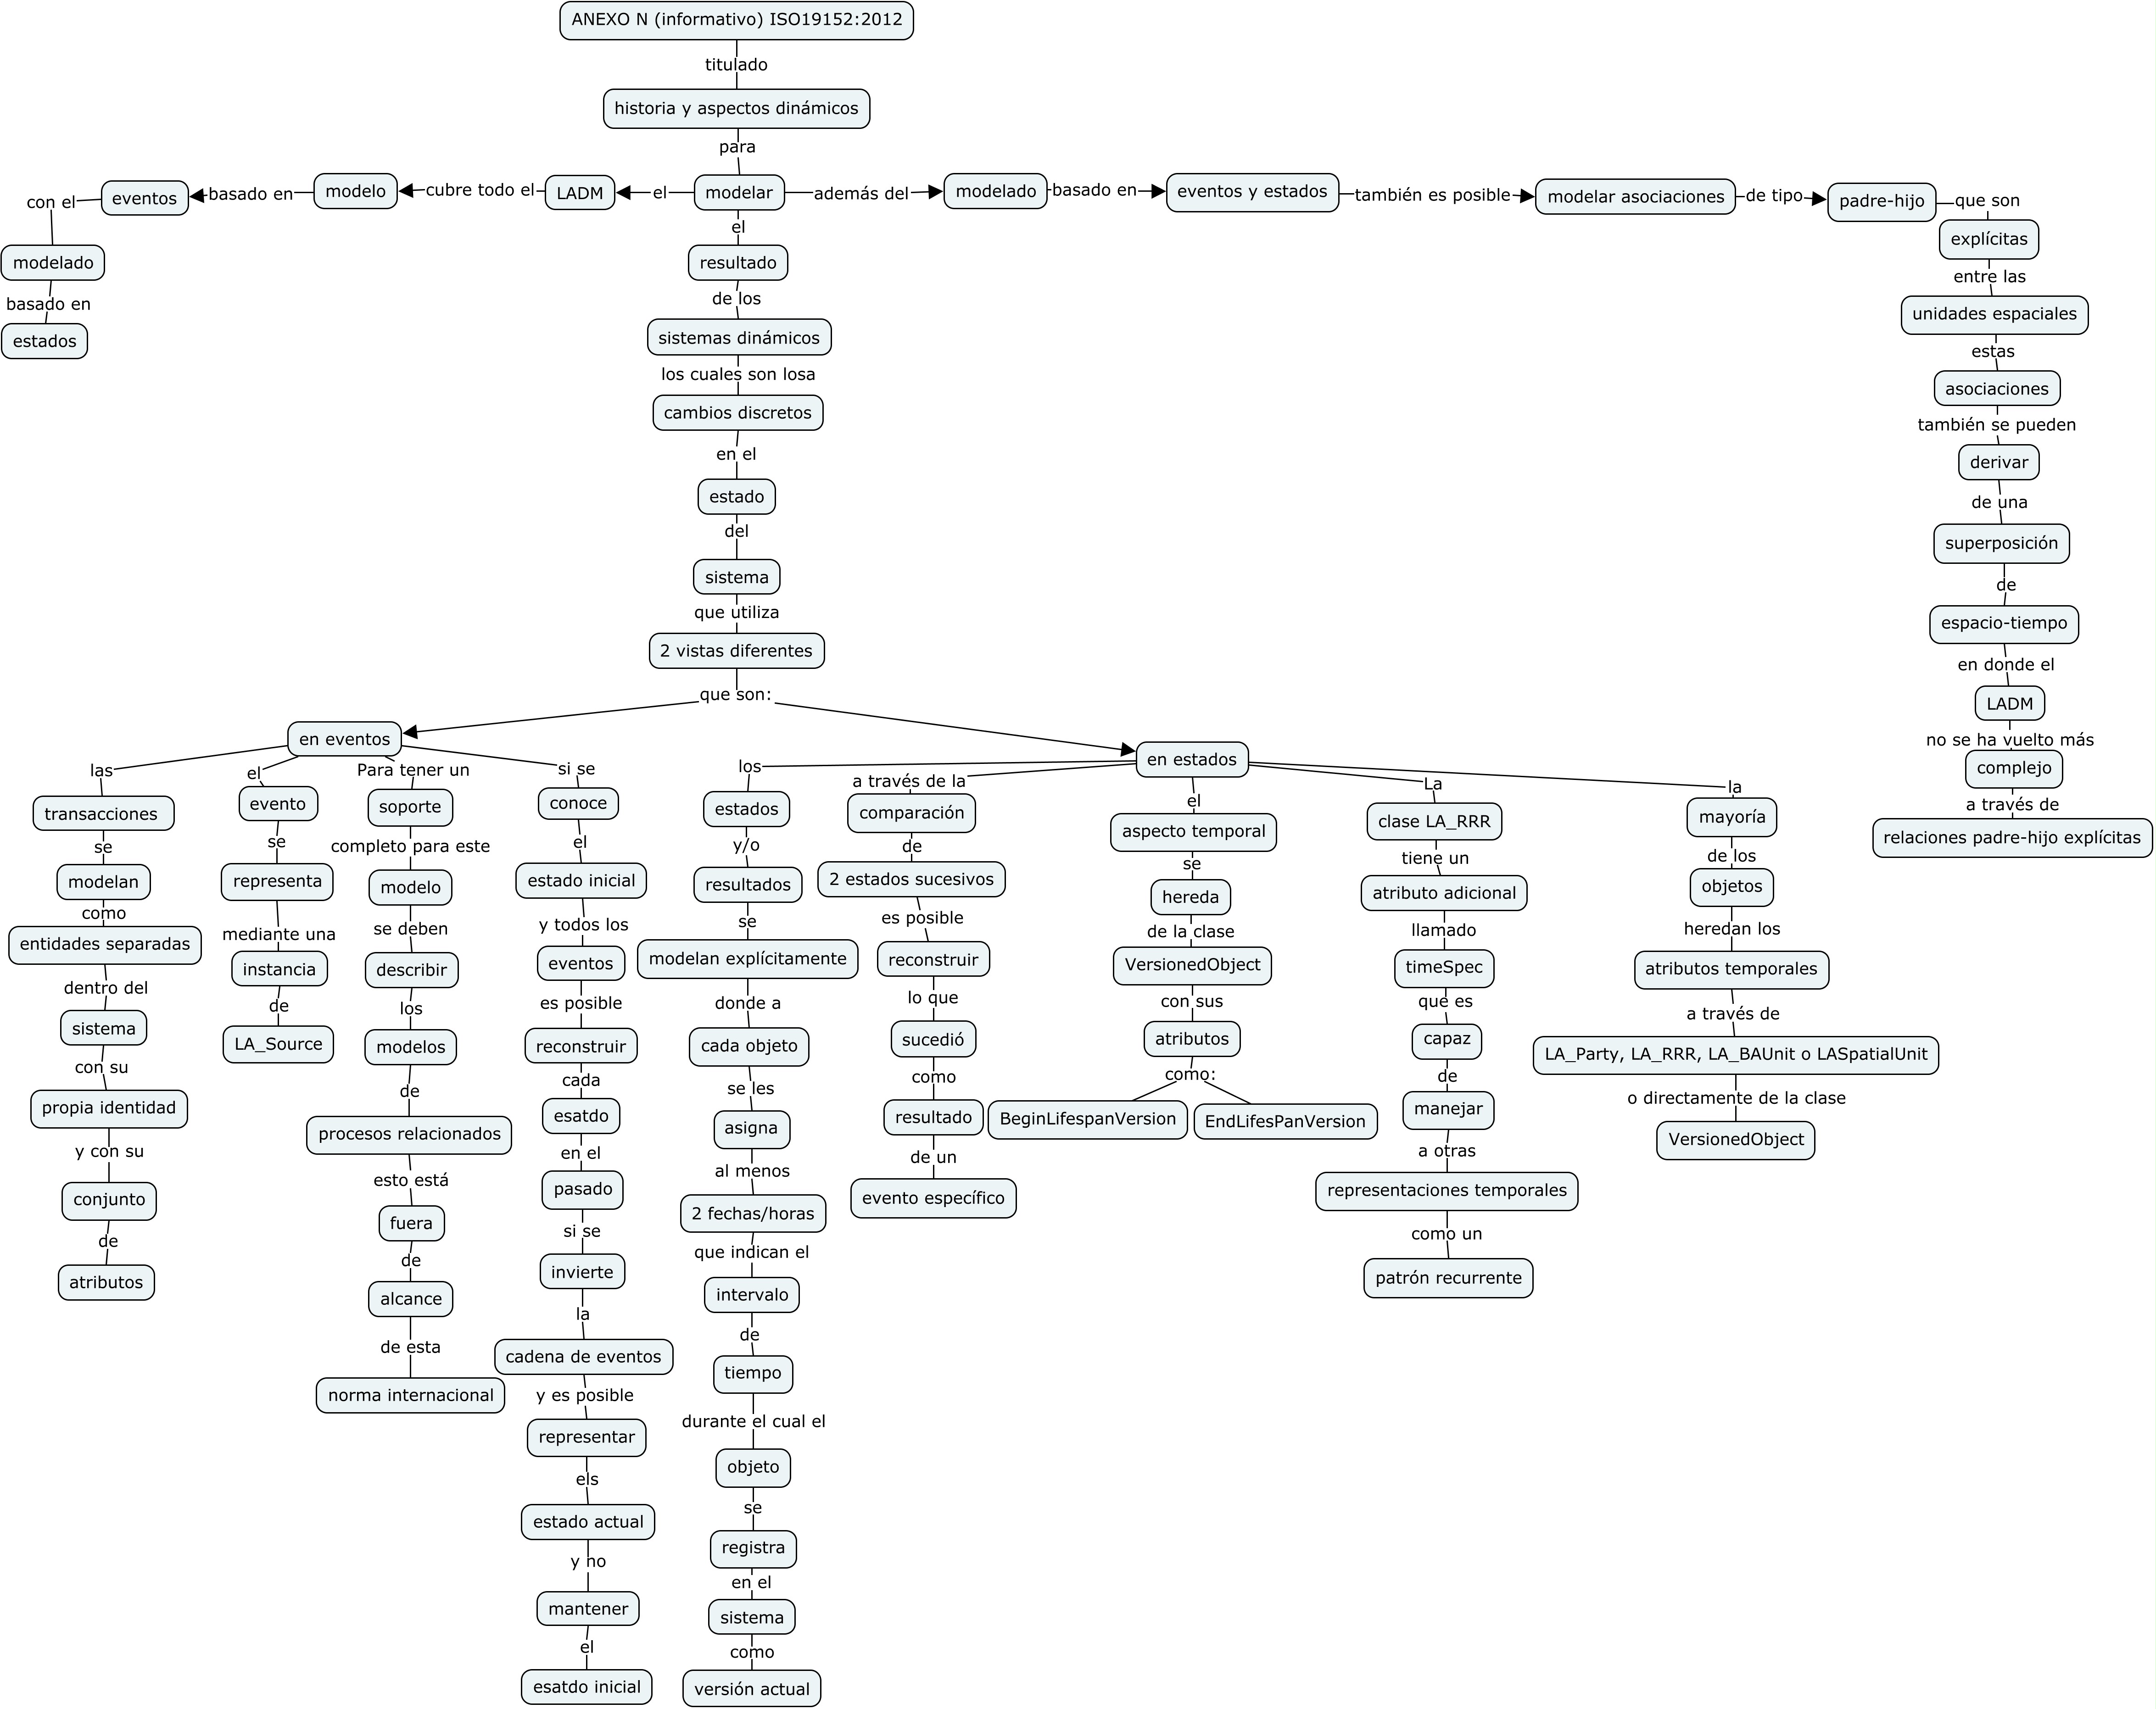 ANEXO N (informativo) ISO19152:2012
titulado
historia y aspectos dinámicos
para
modelar
el
LADM
cubre todo el
modelo
basado en
eventos
con el
modelado
basado en
estados
además del
modelado
basado en
eventos y estados
también es posible
modelar asociaciones
de tipo
padre-hijo
que son
explícitas
entre las
unidades espaciales
estas
asociaciones
también se pueden
derivar
de una
superposición
de
espacio-tiempo
en donde el
LADM
no se ha vuelto más
complejo
a través de
relaciones padre-hijo explícitas
el
resultado
de los
sistemas dinámicos
los cuales son losa
cambios discretos
en el
estado
del
sistema
que utiliza
2 vistas diferentes
que son:
en eventos
las
transacciones
se
modelan
como
entidades separadas
dentro del
sistema
con su
propia identidad
y con su
conjunto
de
atributos
el
evento
se
representa
mediante una
instancia
de
LA_Source
Para tener un
soporte
completo para este
modelo
se deben
describir
los
modelos
de
procesos relacionados
esto está
fuera
de
alcance
de esta
norma internacional
si se
conoce
el
estado inicial
y todos los
eventos
es posible
reconstruir
cada
esatdo
en el
pasado
si se
invierte
la
cadena de eventos
y es posible
representar
els
estado actual
y no
mantener
el
esatdo inicial
en estados
los
estados
y/o
resultados
se
modelan explícitamente
donde a
cada objeto
se les
asigna
al menos
2 fechas/horas
que indican el
intervalo
de
tiempo
durante el cual el
objeto
se
registra
en el
sistema
como
versión actual
a través de la
comparación
de
2 estados sucesivos
es posible
reconstruir
lo que
sucedió
como
resultado
de un
evento específico
el
aspecto temporal
se
hereda
de la clase
VersionedObject
con sus
atributos
como:
BeginLifespanVersion
EndLifesPanVersion
La
clase LA_RRR
tiene un
atributo adicional
llamado
timeSpec
que es
capaz
de
manejar
a otras
representaciones temporales
como un
patrón recurrente
la
mayoría
de los
objetos
heredan los
atributos temporales
a través de
LA_Party, LA_RRR, LA_BAUnit o LASpatialUnit
o directamente de la clase
VersionedObject